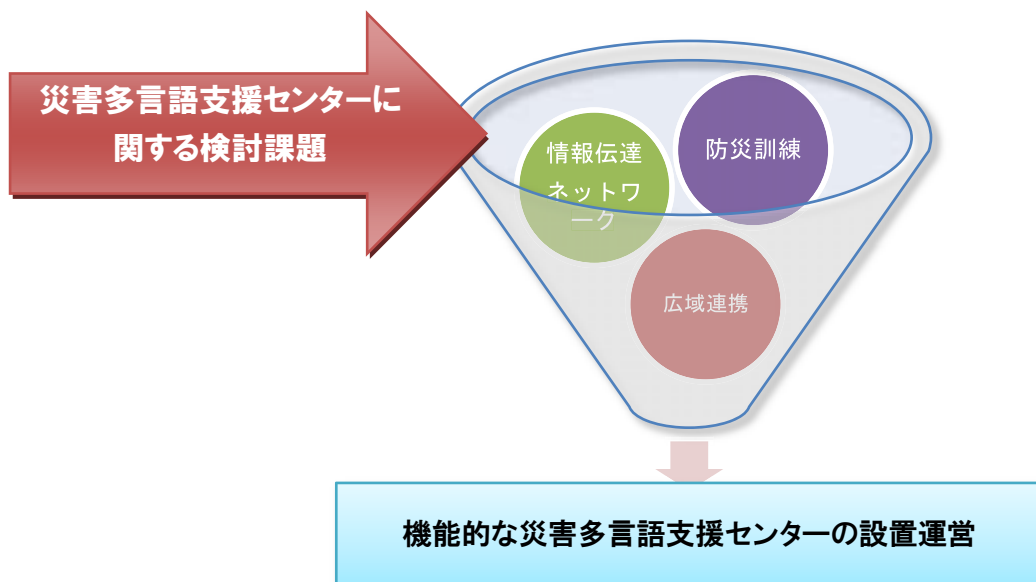 災害多言語支援センターに
関する検討課題
情報伝達
ネットワ
ーク
防災訓練
広域連携
機能的な災害多言語支援センターの設置運営